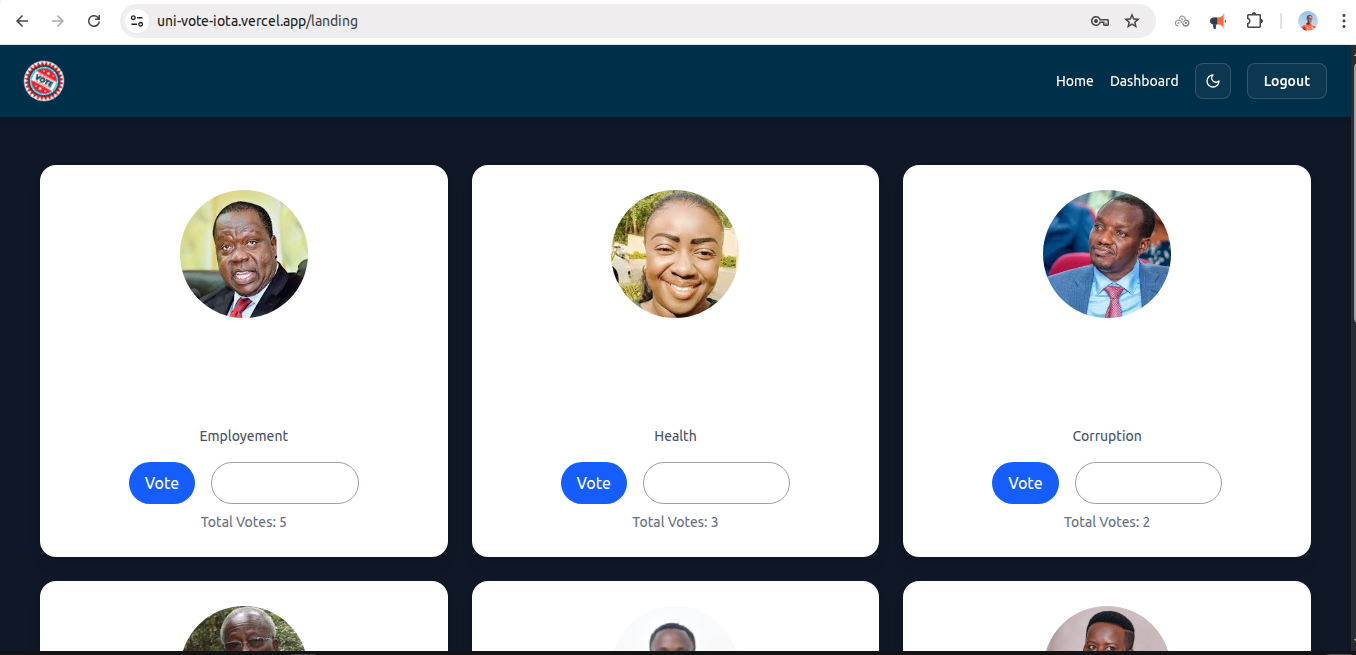 uni-vote-iota.vercel.app/landing
VOTE
Home Dashboard Logout
Employement Health Corruption
Vote Vote Vote
Total Votes: 5 Total Votes: 3 Total Votes: 2